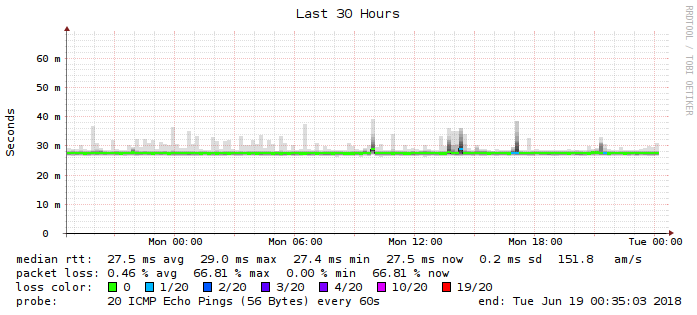 Last 30 Hours
RRDTOOL / TOBI OETIKER
Seconds
60 m
50 m
40 m
30 m
20 m
10 m
0
Mon 00:00 Mon 06:00 Mon 12:00 Mon 18:00 Tue 00:00
median rtt: 27.5 ms avg 29.0 ms max 27.4 ms min 27.5 ms now 0.2 ms sd 151.8 am/s
packet loss: 0.46 % avg 66.81 % max 0.00 % min 66.81 % now
loss color: 0 1/20 2/20 3/20 4/20 10/20 19/20
probe: 20 ICMP Echo Pings (56 Bytes) every 60s end: Tue Jun 19 00:35:03 2018